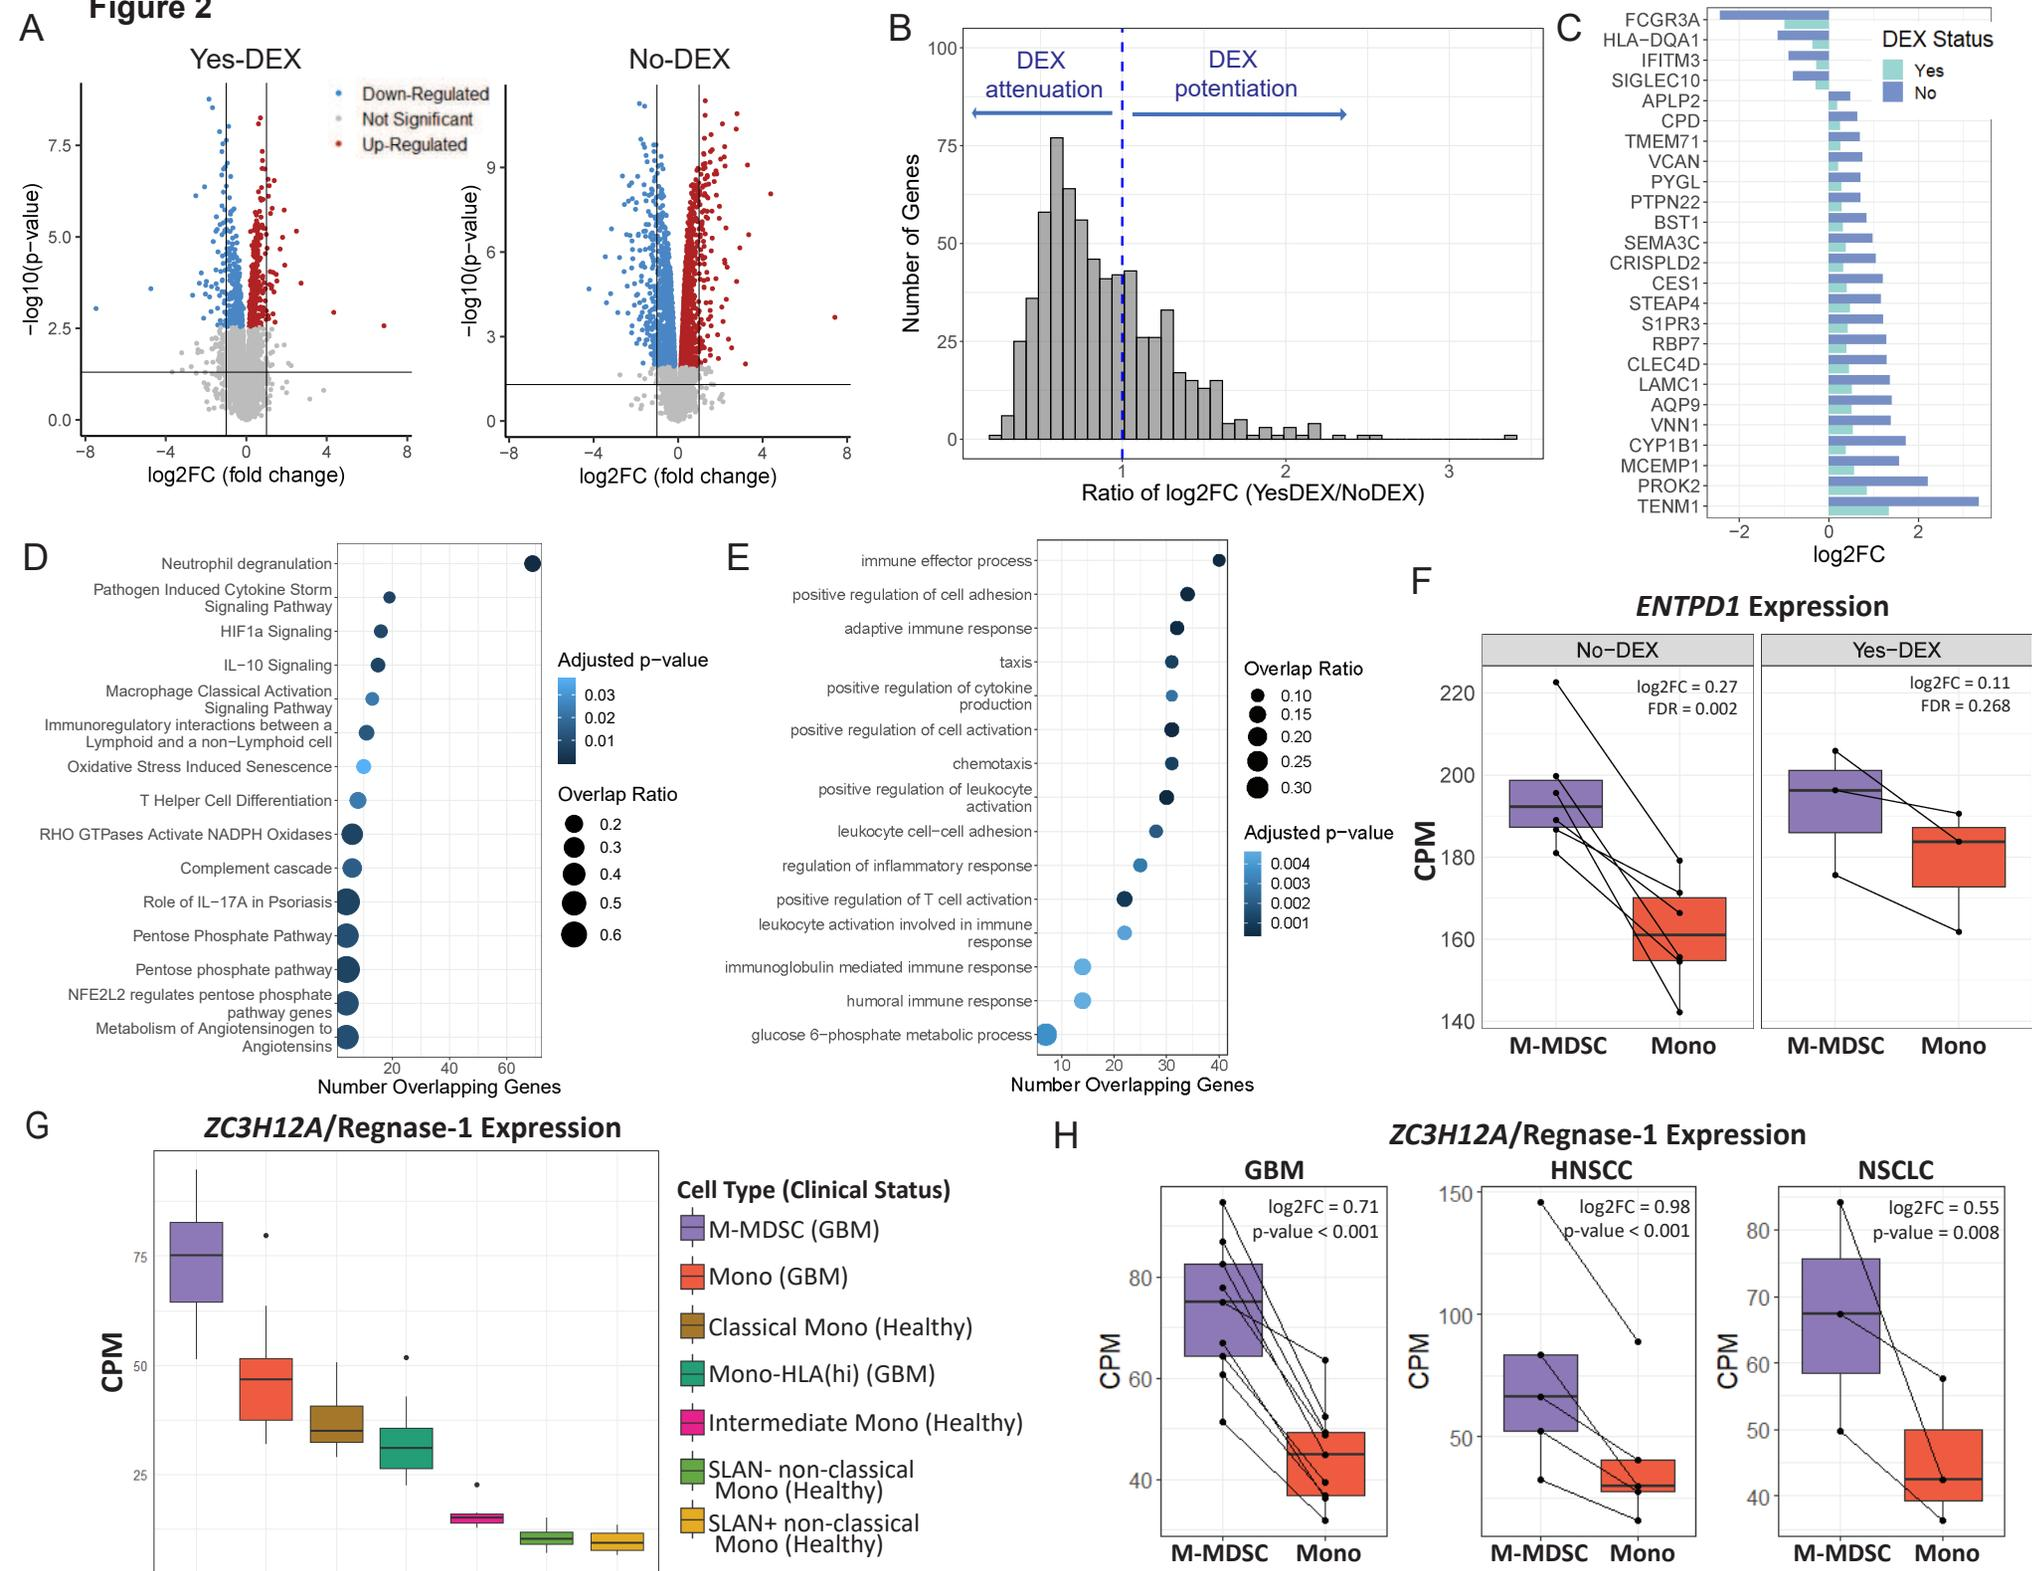 Figure 2
A
Yes-DEX
No-DEX
Down-Regulated
Not Significant
Up-Regulated
−log10(p−value)
7.5
5.0
2.5
0.0
−8
−4
0
4
8
log2FC (fold change)
−log10(p−value)
9
6
3
0
−8
−4
0
4
8
log2FC (fold change)
B
DEX
attenuation
DEX
potentiation
Number of Genes
100
75
50
25
0
1
2
3
Ratio of log2FC (YesDEX/NoDEX)
C
FCGR3A
HLA−DQA1
IFITM3
SIGLEC10
APLP2
CPD
TMEM71
VCAN
PYGL
PTPN22
BST1
SEMA3C
CRISPLD2
CES1
STEAP4
S1PR3
RBP7
CLEC4D
LAMC1
AQP9
VNN1
CYP1B1
MCEMP1
PROK2
TENM1
DEX Status
Yes
No
−2
0
2
log2FC
D
Neutrophil degranulation
Pathogen Induced Cytokine Storm
Signaling Pathway
HIF1a Signaling
IL−10 Signaling
Macrophage Classical Activation
Signaling Pathway
Immunoregulatory interactions between a
Lymphoid and a non−Lymphoid cell
Oxidative Stress Induced Senescence
T Helper Cell Differentiation
RHO GTPases Activate NADPH Oxidases
Complement cascade
Role of IL−17A in Psoriasis
Pentose Phosphate Pathway
Pentose phosphate pathway
NFE2L2 regulates pentose phosphate
pathway genes
Metabolism of Angiotensinogen to
Angiotensins
20
40
60
Number Overlapping Genes
Adjusted p−value
0.03
0.02
0.01
Overlap Ratio
0.2
0.3
0.4
0.5
0.6
E
immune effector process
positive regulation of cell adhesion
adaptive immune response
taxis
positive regulation of cytokine
production
positive regulation of cell activation
chemotaxis
positive regulation of leukocyte
activation
leukocyte cell−cell adhesion
regulation of inflammatory response
positive regulation of T cell activation
leukocyte activation involved in immune
response
immunoglobulin mediated immune response
humoral immune response
glucose 6−phosphate metabolic process
10
20
30
40
Number Overlapping Genes
Overlap Ratio
0.10
0.15
0.20
0.25
0.30
Adjusted p−value
0.004
0.003
0.002
0.001
F
ENTPD1 Expression
No−DEX
Yes−DEX
log2FC = 0.27
FDR = 0.002
log2FC = 0.11
FDR = 0.268
CPM
220
200
180
160
140
M-MDSC
Mono
M-MDSC
Mono
G
ZC3H12A/Regnase-1 Expression
CPM
75
50
25
Cell Type (Clinical Status)
M-MDSC (GBM)
Mono (GBM)
Classical Mono (Healthy)
Mono-HLA(hi) (GBM)
Intermediate Mono (Healthy)
SLAN- non-classical
Mono (Healthy)
SLAN+ non-classical
Mono (Healthy)
H
ZC3H12A/Regnase-1 Expression
GBM
log2FC = 0.71
p-value < 0.001
CPM
80
60
40
M-MDSC
Mono
HNSCC
log2FC = 0.98
p-value < 0.001
CPM
150
100
50
M-MDSC
Mono
NSCLC
log2FC = 0.55
p-value = 0.008
CPM
80
70
60
50
40
M-MDSC
Mono